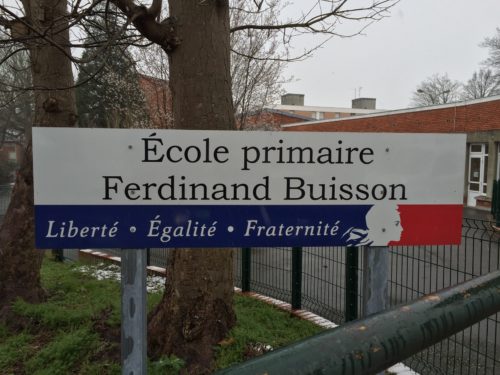 École primaire
Ferdinand Buisson
Liberté • Égalité • Fraternité